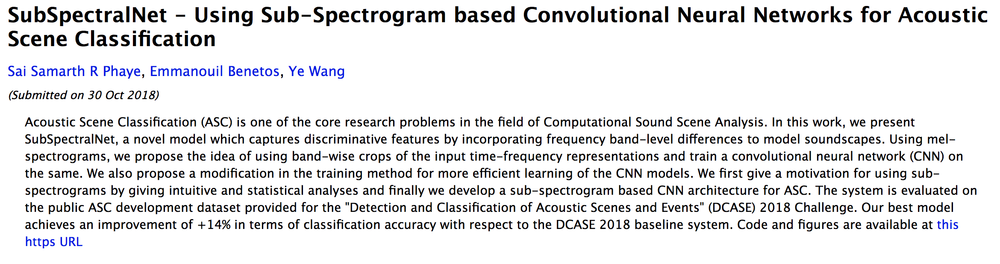 SubSpectralNet - Using Sub-Spectrogram based Convolutional Neural Networks for Acoustic
Scene Classification
Sai Samarth R Phaye, Emmanouil Benetos, Ye Wang
(Submitted on 30 Oct 2018)
Acoustic Scene Classification (ASC) is one of the core research problems in the field of Computational Sound Scene Analysis. In this work, we present
SubSpectralNet, a novel model which captures discriminative features by incorporating frequency band-level differences to model soundscapes. Using mel-
spectrograms, we propose the idea of using band-wise crops of the input time-frequency representations and train a convolutional neural network (CNN) on
the same. We also propose a modification in the training method for more efficient learning of the CNN models. We first give a motivation for using sub-
spectrograms by giving intuitive and statistical analyses and finally we develop a sub-spectrogram based CNN architecture for ASC. The system is evaluated on
the public ASC development dataset provided for the "Detection and Classification of Acoustic Scenes and Events" (DCASE) 2018 Challenge. Our best model
achieves an improvement of +14% in terms of classification accuracy with respect to the DCASE 2018 baseline system. Code and figures are available at this
https URL